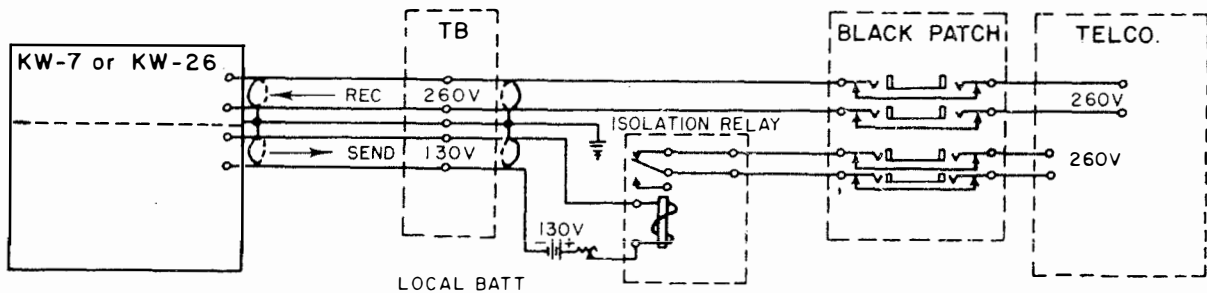 TB
BLACK PATCH
TELCO.
KW-7 or KW-26
REC
260V
260V
ISOLATION RELAY
SEND
130V
260V
130V
- +
LOCAL BATT